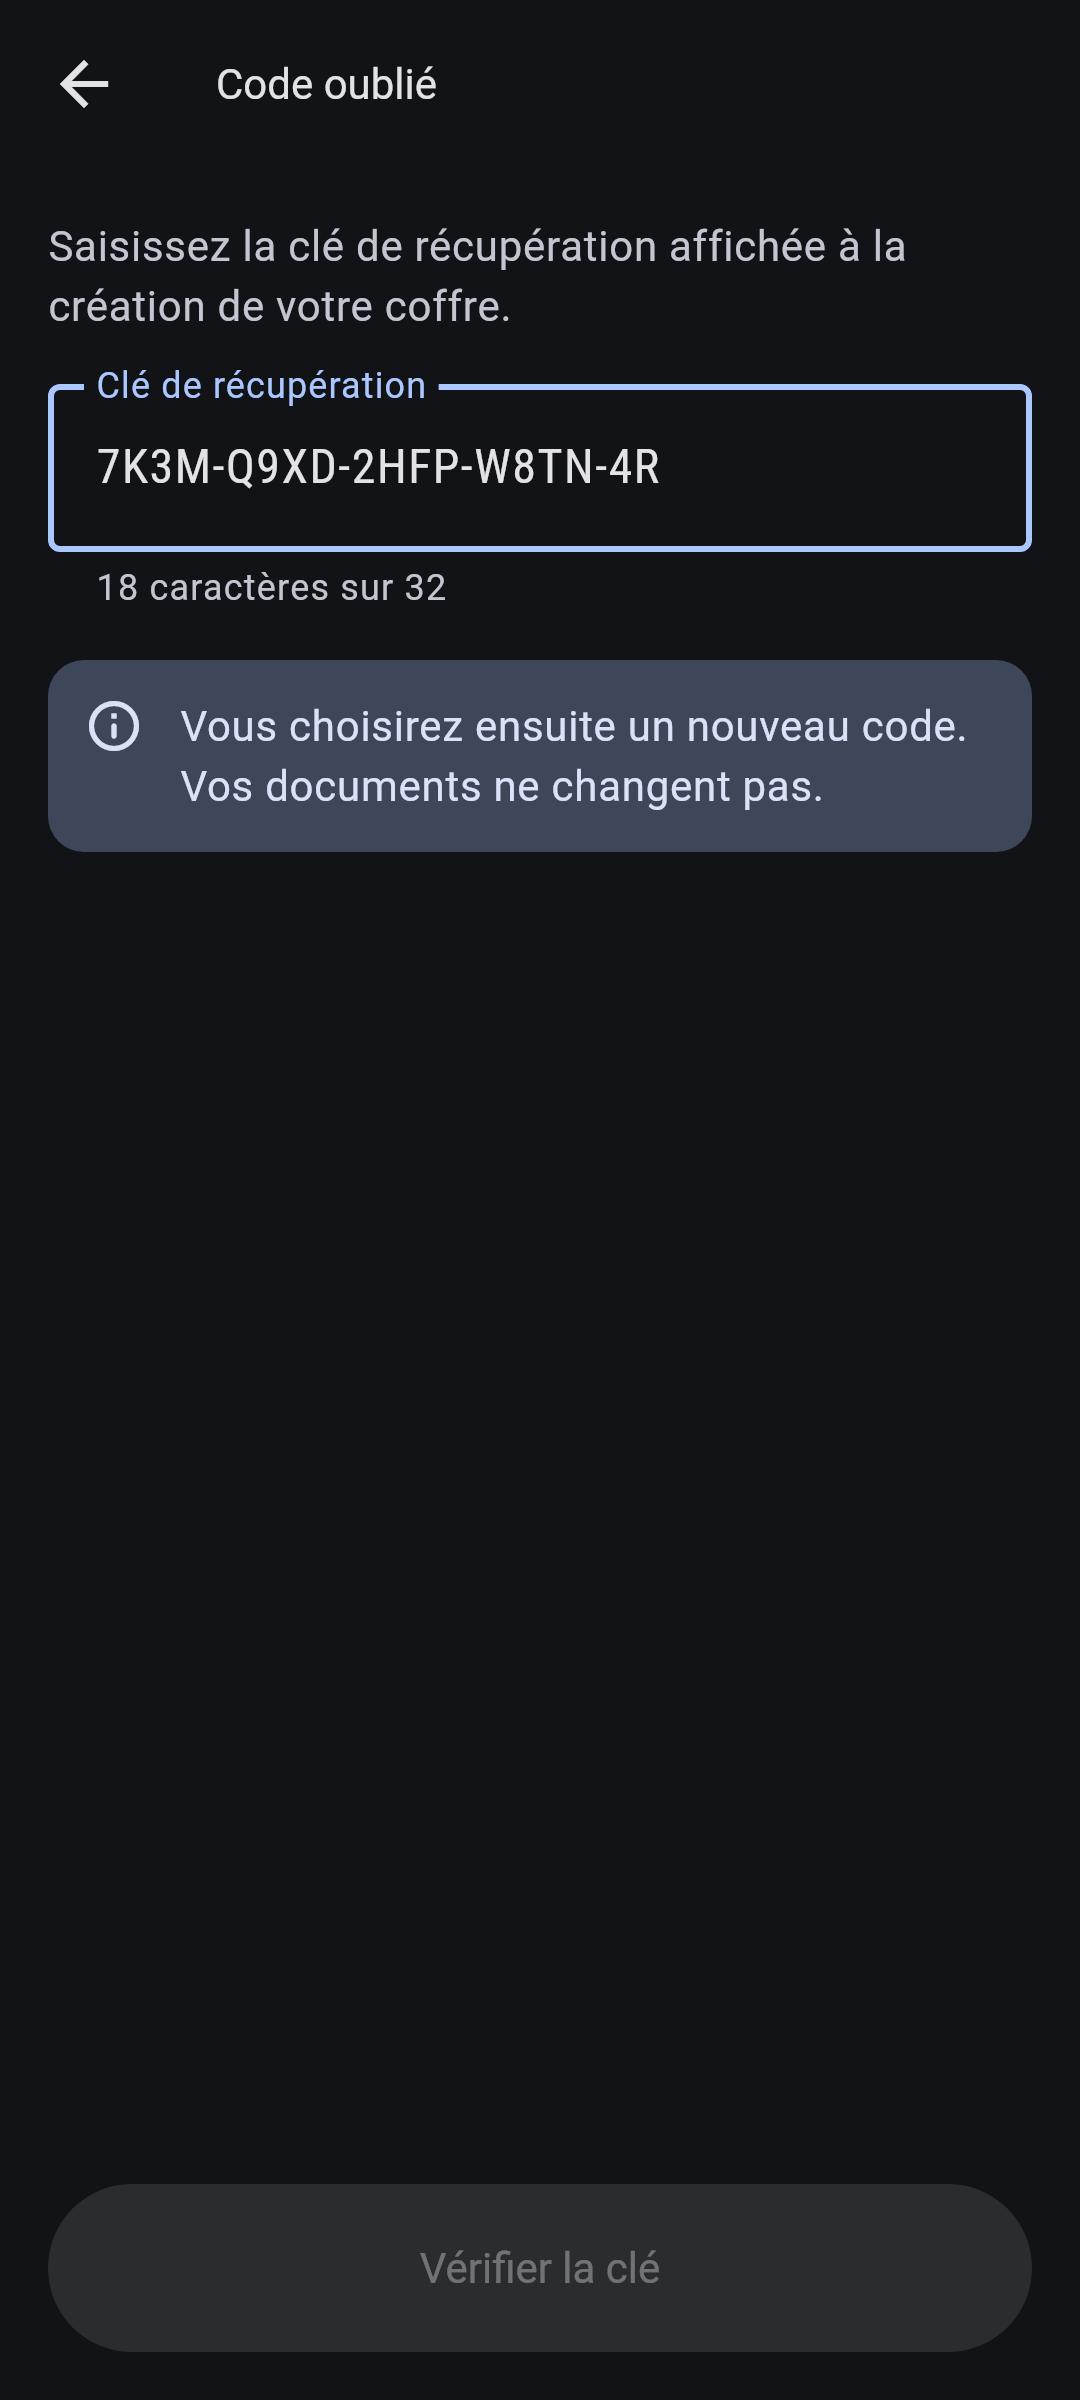 Code oublié
Saisissez la clé de récupération affichée à la
création de votre coffre.
Clé de récupération
7K3M-Q9XD-2HFP-W8TN-4R
18 caractères sur 32
Vous choisirez ensuite un nouveau code.
Vos documents ne changent pas.
Vérifier la clé